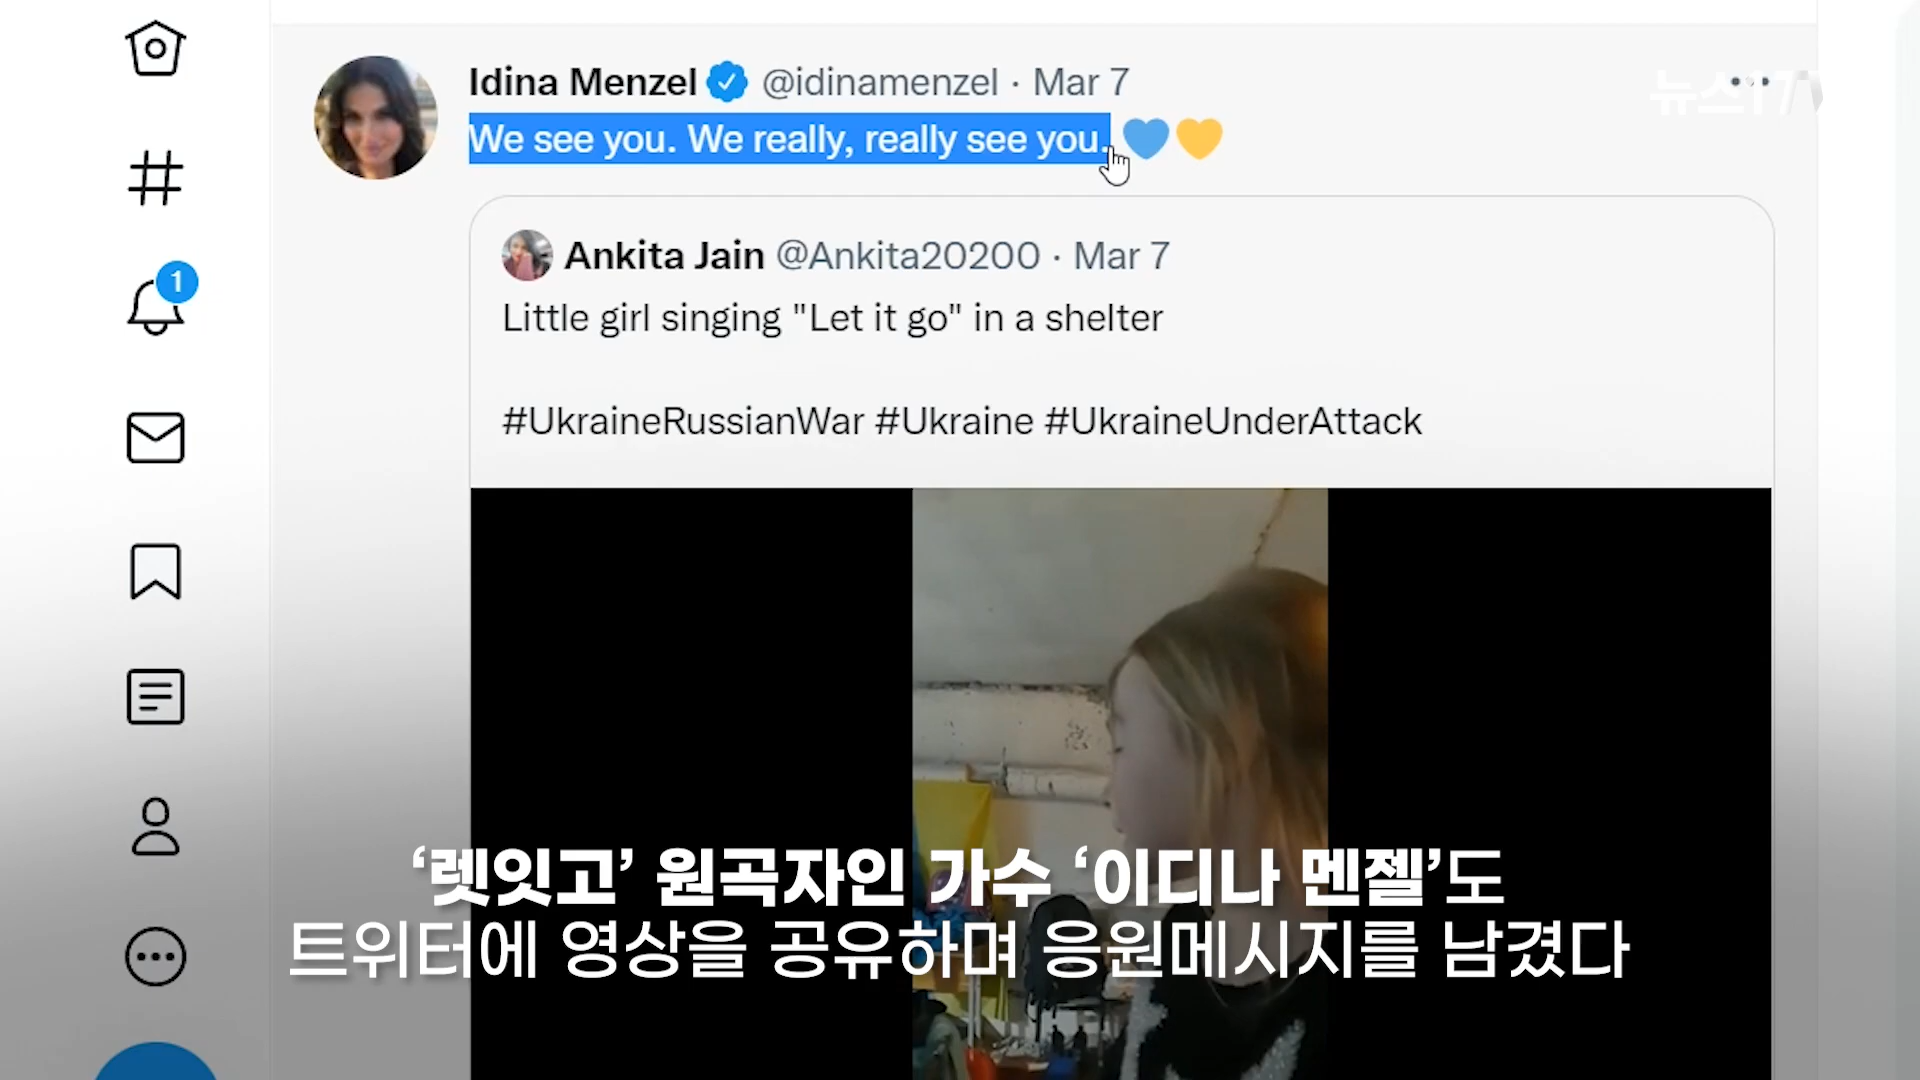 Idina Menzel @idinamenzel · Mar 7
뉴스1
We see you. We really, really see you.
Ankita Jain @Ankita20200 · Mar 7
Little girl singing "Let it go" in a shelter
#UkraineRussianWar #Ukraine #UkraineUnderAttack
1
‘렛잇고’ 원곡자인 가수 ‘이디나 멘젤’도
트위터에 영상을 공유하며 응원메시지를 남겼다